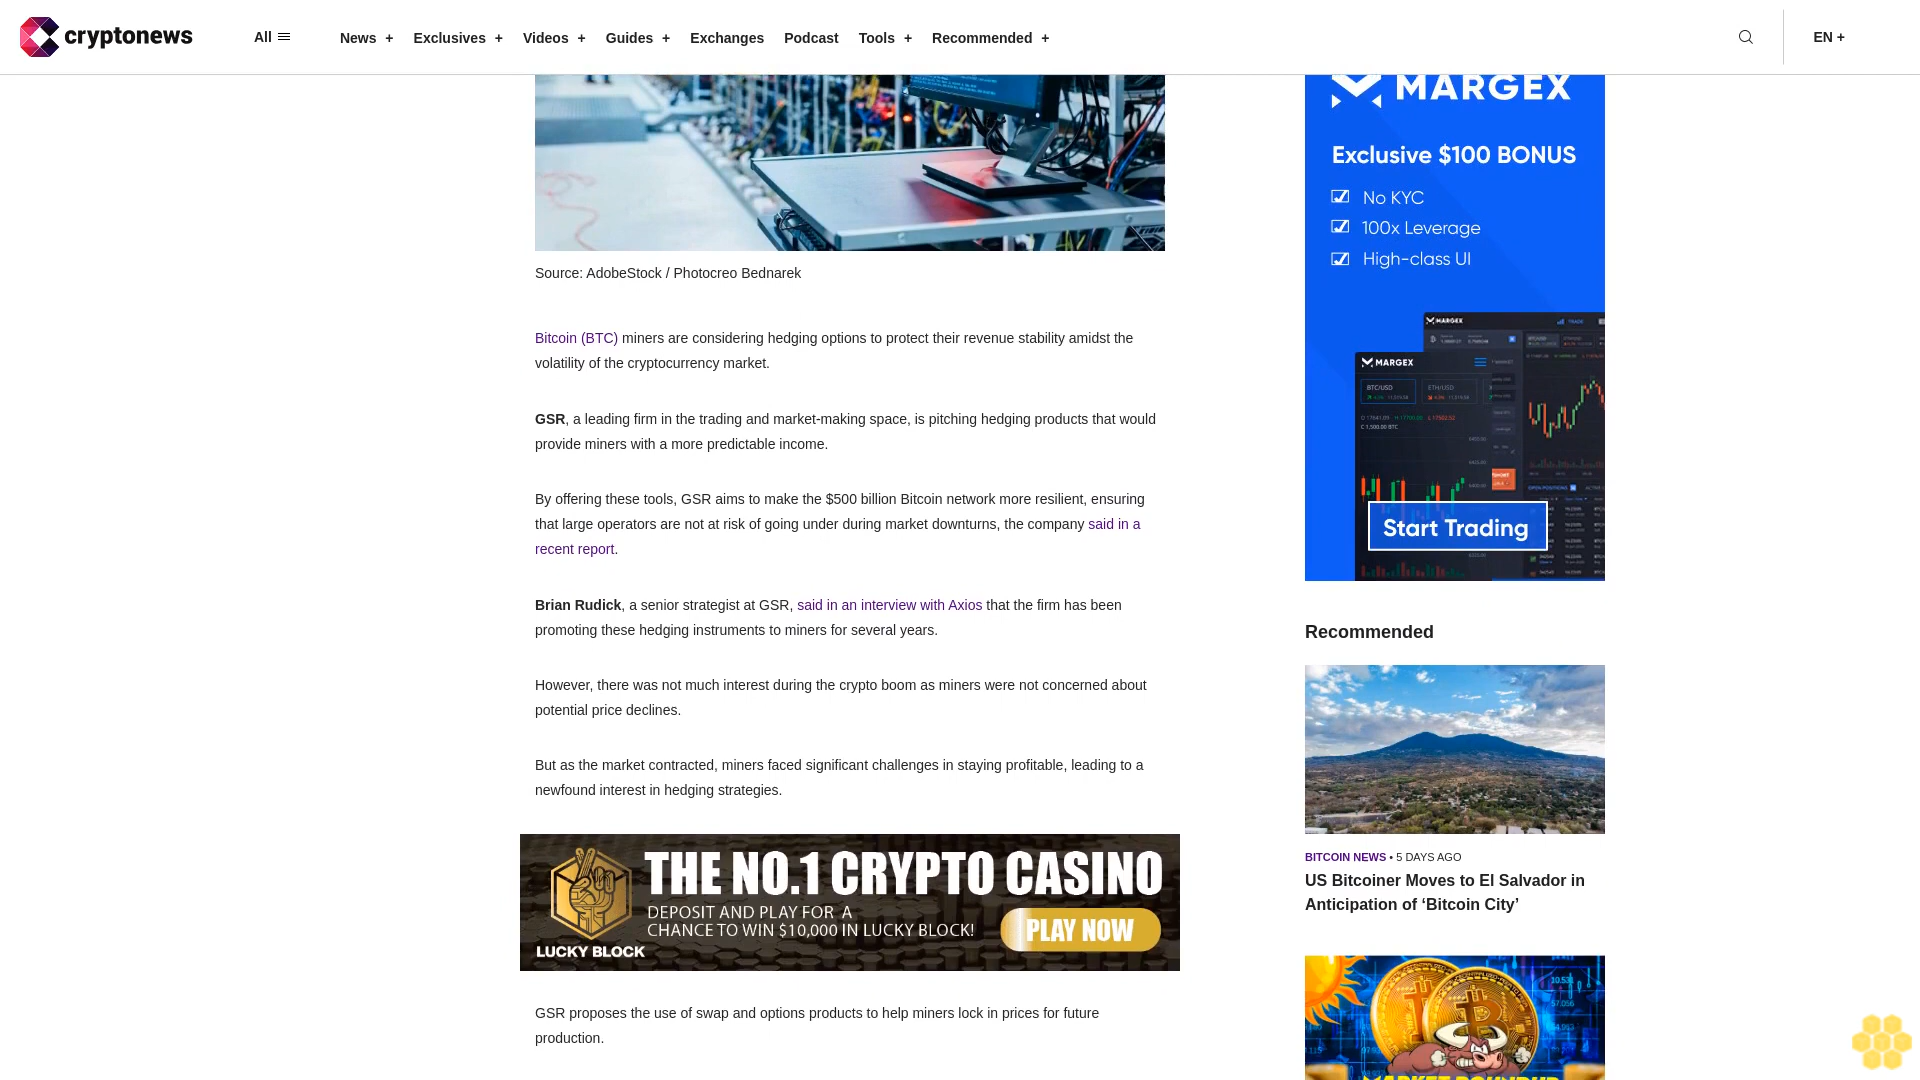 cryptonews
All
News +
Exclusives +
Videos +
Guides +
Exchanges
Podcast
Tools +
Recommended +
EN +
Source: AdobeStock / Photocreo Bednarek
Bitcoin (BTC) miners are considering hedging options to protect their revenue stability amidst the
volatility of the cryptocurrency market.
GSR, a leading firm in the trading and market-making space, is pitching hedging products that would
provide miners with a more predictable income.
By offering these tools, GSR aims to make the $500 billion Bitcoin network more resilient, ensuring
that large operators are not at risk of going under during market downturns, the company said in a
recent report.
Brian Rudick, a senior strategist at GSR, said in an interview with Axios that the firm has been
promoting these hedging instruments to miners for several years.
However, there was not much interest during the crypto boom as miners were not concerned about
potential price declines.
But as the market contracted, miners faced significant challenges in staying profitable, leading to a
newfound interest in hedging strategies.
THE NO.1 CRYPTO CASINO
DEPOSIT AND PLAY FOR A
CHANCE TO WIN $10,000 IN LUCKY BLOCK!
PLAY NOW
LUCKY BLOCK
GSR proposes the use of swap and options products to help miners lock in prices for future
production.
MARGEX
Exclusive $100 BONUS
No KYC
100x Leverage
High-class UI
MARGEX
TRADE
MARGEX
BTC/USD
ETH/USD
Start Trading
Recommended
BITCOIN NEWS • 5 DAYS AGO
US Bitcoiner Moves to El Salvador in
Anticipation of ‘Bitcoin City’
MARKET ROUNDUP